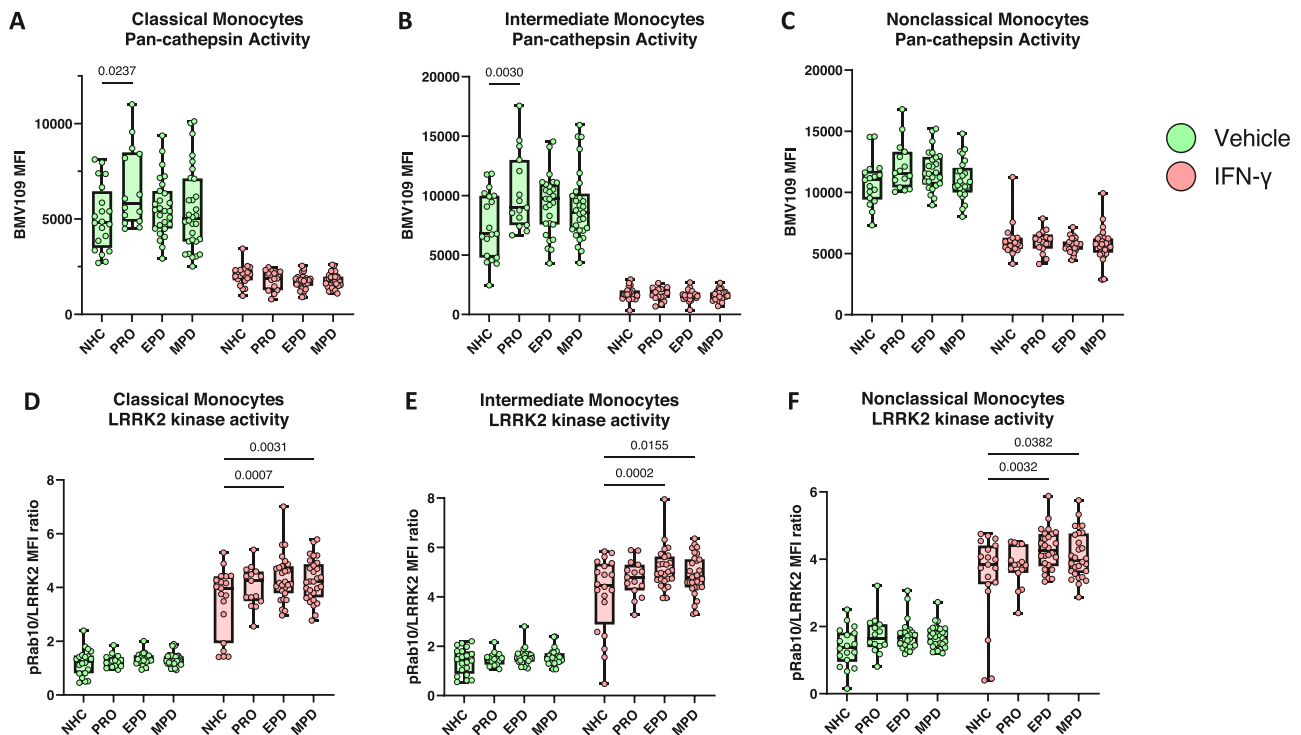 A
Classical Monocytes
Pan-cathepsin Activity
0.0237
BMV109 MFI
10000
5000
0
NHC PRO EPD MPD NHC PRO EPD MPD
B
Intermediate Monocytes
Pan-cathepsin Activity
0.0030
BMV109 MFI
20000
15000
10000
5000
0
NHC PRO EPD MPD NHC PRO EPD MPD
C
Nonclassical Monocytes
Pan-cathepsin Activity
BMV109 MFI
20000
15000
10000
5000
0
NHC PRO EPD MPD NHC PRO EPD MPD
Vehicle
IFN-γ
D
Classical Monocytes
LRRK2 kinase activity
0.0031
0.0007
pRab10/LRRK2 MFI ratio
8
6
4
2
0
NHC PRO EPD MPD NHC PRO EPD MPD
E
Intermediate Monocytes
LRRK2 kinase activity
0.0155
0.0002
pRab10/LRRK2 MFI ratio
8
6
4
2
0
NHC PRO EPD MPD NHC PRO EPD MPD
F
Nonclassical Monocytes
LRRK2 kinase activity
0.0382
0.0032
pRab10/LRRK2 MFI ratio
6
4
2
0
NHC PRO EPD MPD NHC PRO EPD MPD